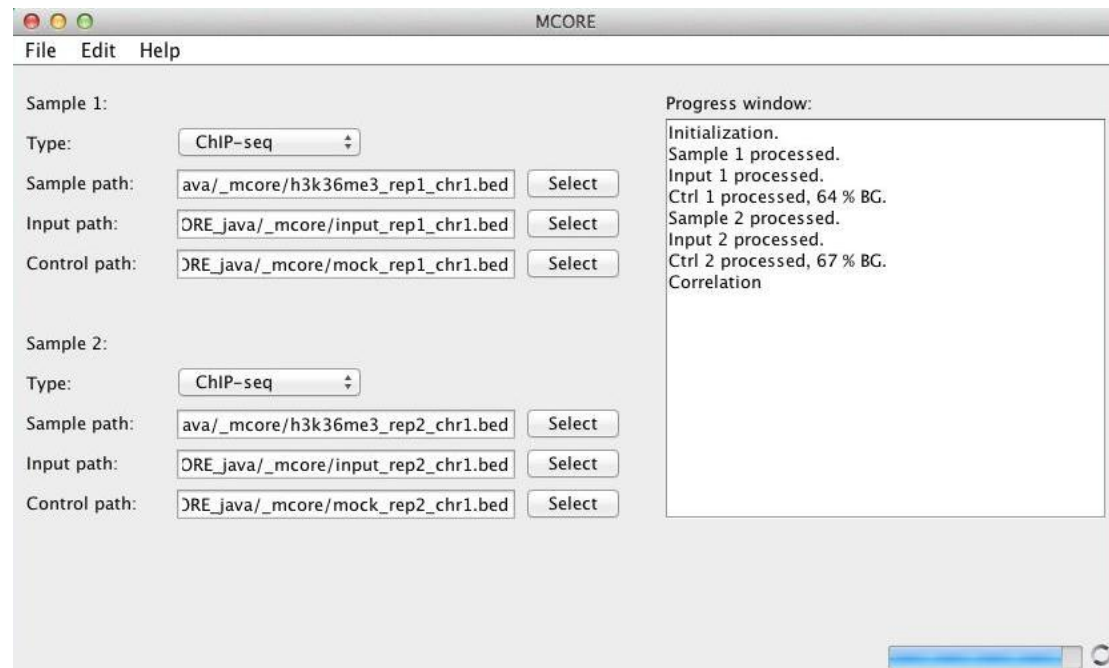 MCORE
File Edit Help
Sample 1:
Type: ChIP-seq
Sample path: ava/_mcore/h3k36me3_rep1_chr1.bed Select
Input path: ORE_java/_mcore/input_rep1_chr1.bed Select
Control path: ORE_java/_mcore/mock_rep1_chr1.bed Select
Sample 2:
Type: ChIP-seq
Sample path: ava/_mcore/h3k36me3_rep2_chr1.bed Select
Input path: ORE_java/_mcore/input_rep2_chr1.bed Select
Control path: ORE_java/_mcore/mock_rep2_chr1.bed Select
Progress window:
Initialization.
Sample 1 processed.
Input 1 processed.
Ctrl 1 processed, 64 % BG.
Sample 2 processed.
Input 2 processed.
Ctrl 2 processed, 67 % BG.
Correlation